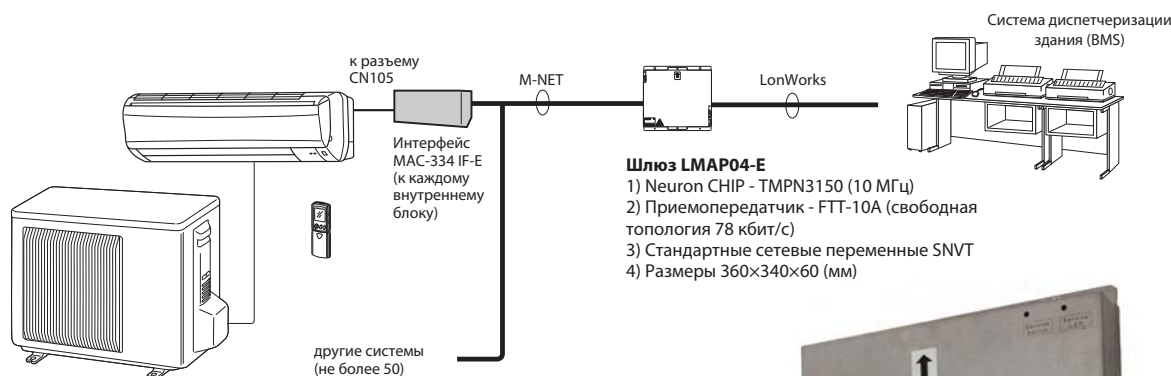 Система диспетчеризации
здания (BMS)
к разъему
CN105
M-NET
LonWorks
Интерфейс
MAC-334 IF-E
(к каждому
внутреннему
блоку)
Шлюз LMAP04-E
1) Neuron CHIP - TMPN3150 (10 МГц)
2) Приемопередатчик - FTT-10A (свободная
топология 78 кбит/с)
3) Стандартные сетевые переменные SNVT
4) Размеры 360×340×60 (мм)
другие системы
(не более 50)